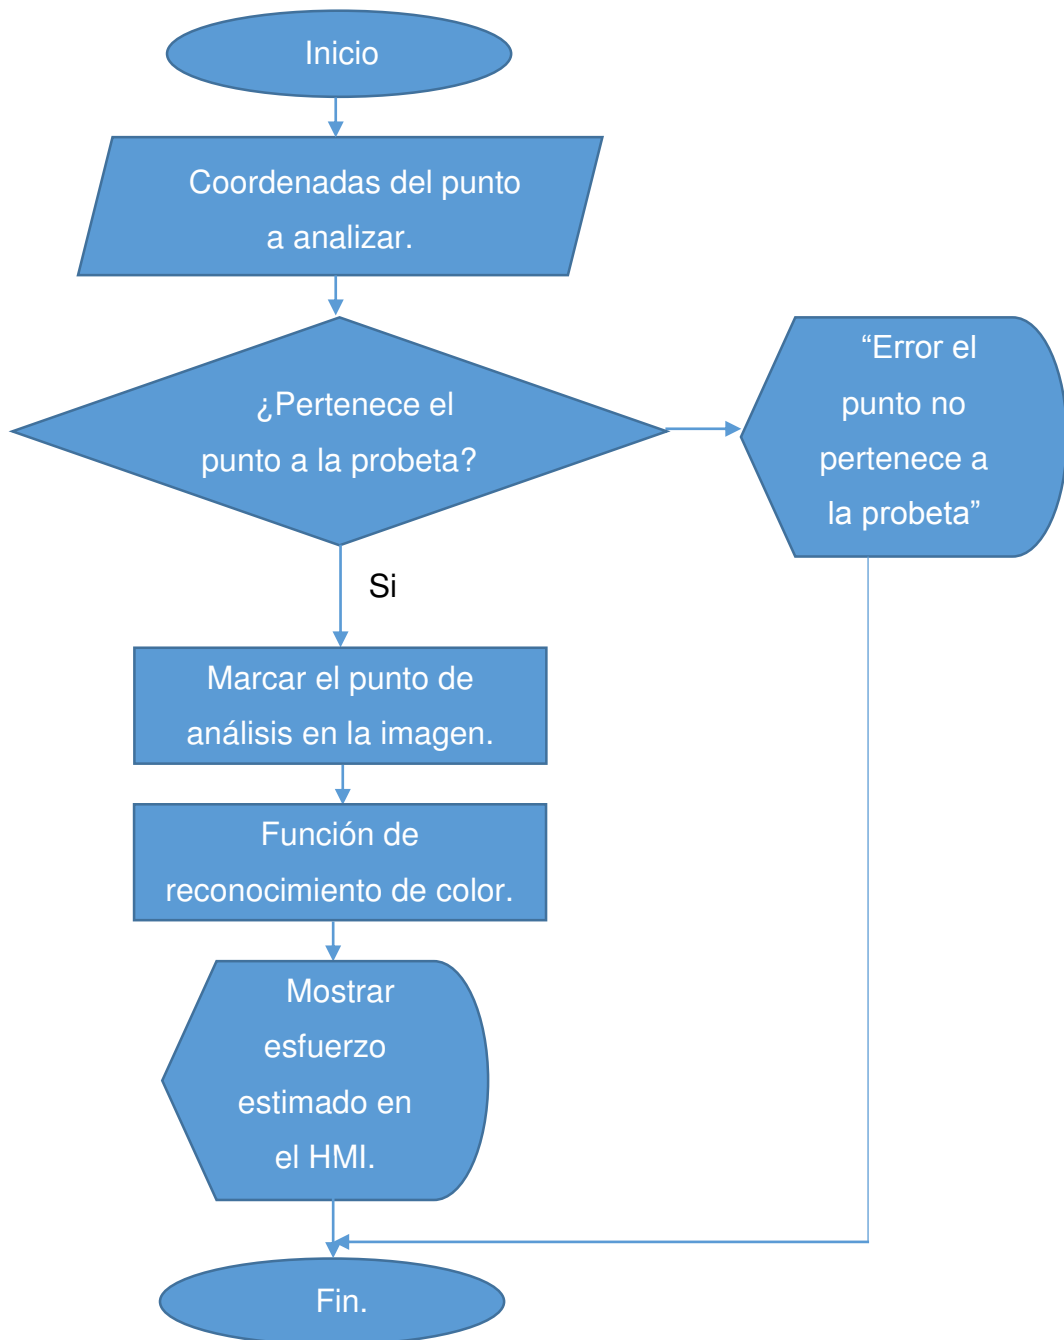 Inicio
Coordenadas del punto
a analizar.
¿Pertenece el
punto a la probeta?
“Error el
punto no
pertenece a
la probeta”
Si
Marcar el punto de
análisis en la imagen.
Función de
reconocimiento de color.
Mostrar
esfuerzo
estimado en
el HMI.
Fin.